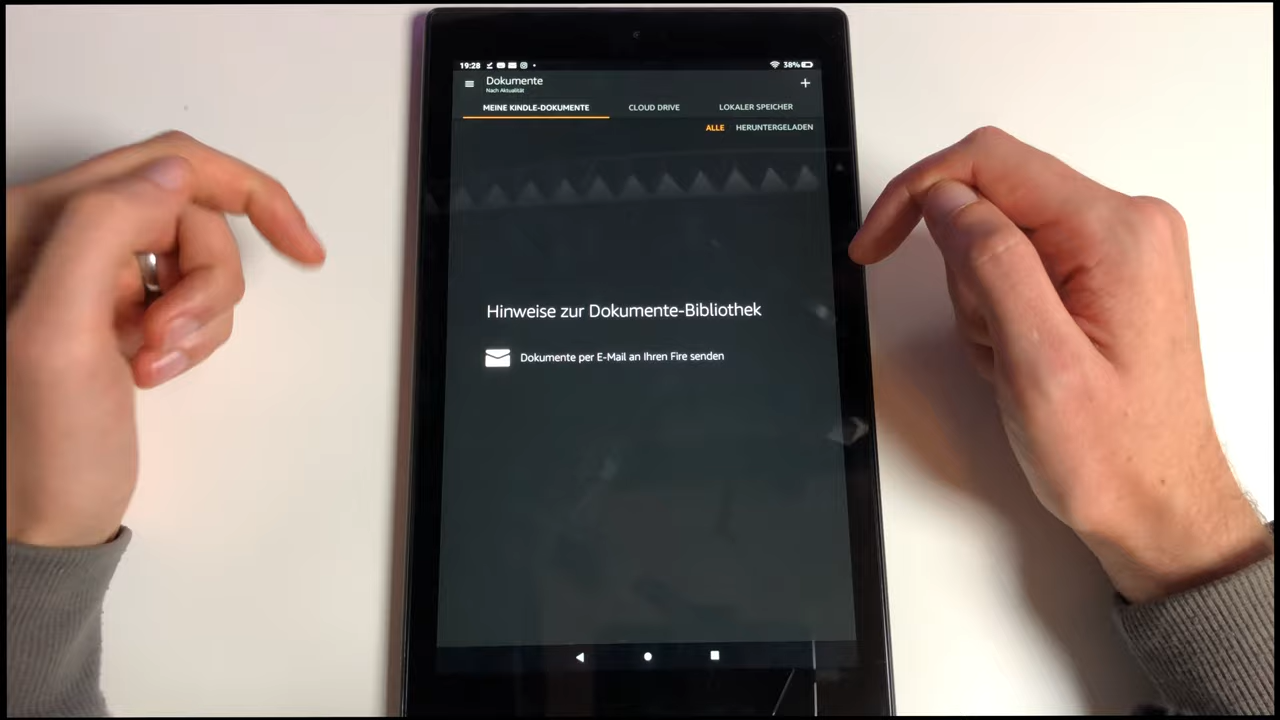 19:28 38%
Dokumente
Nach Aktualität
MEINE KINDLE-DOKUMENTE CLOUD DRIVE LOKALER SPEICHER
ALLE HERUNTERGELADEN
Hinweise zur Dokumente-Bibliothek
Dokumente per E-Mail an Ihren Fire senden